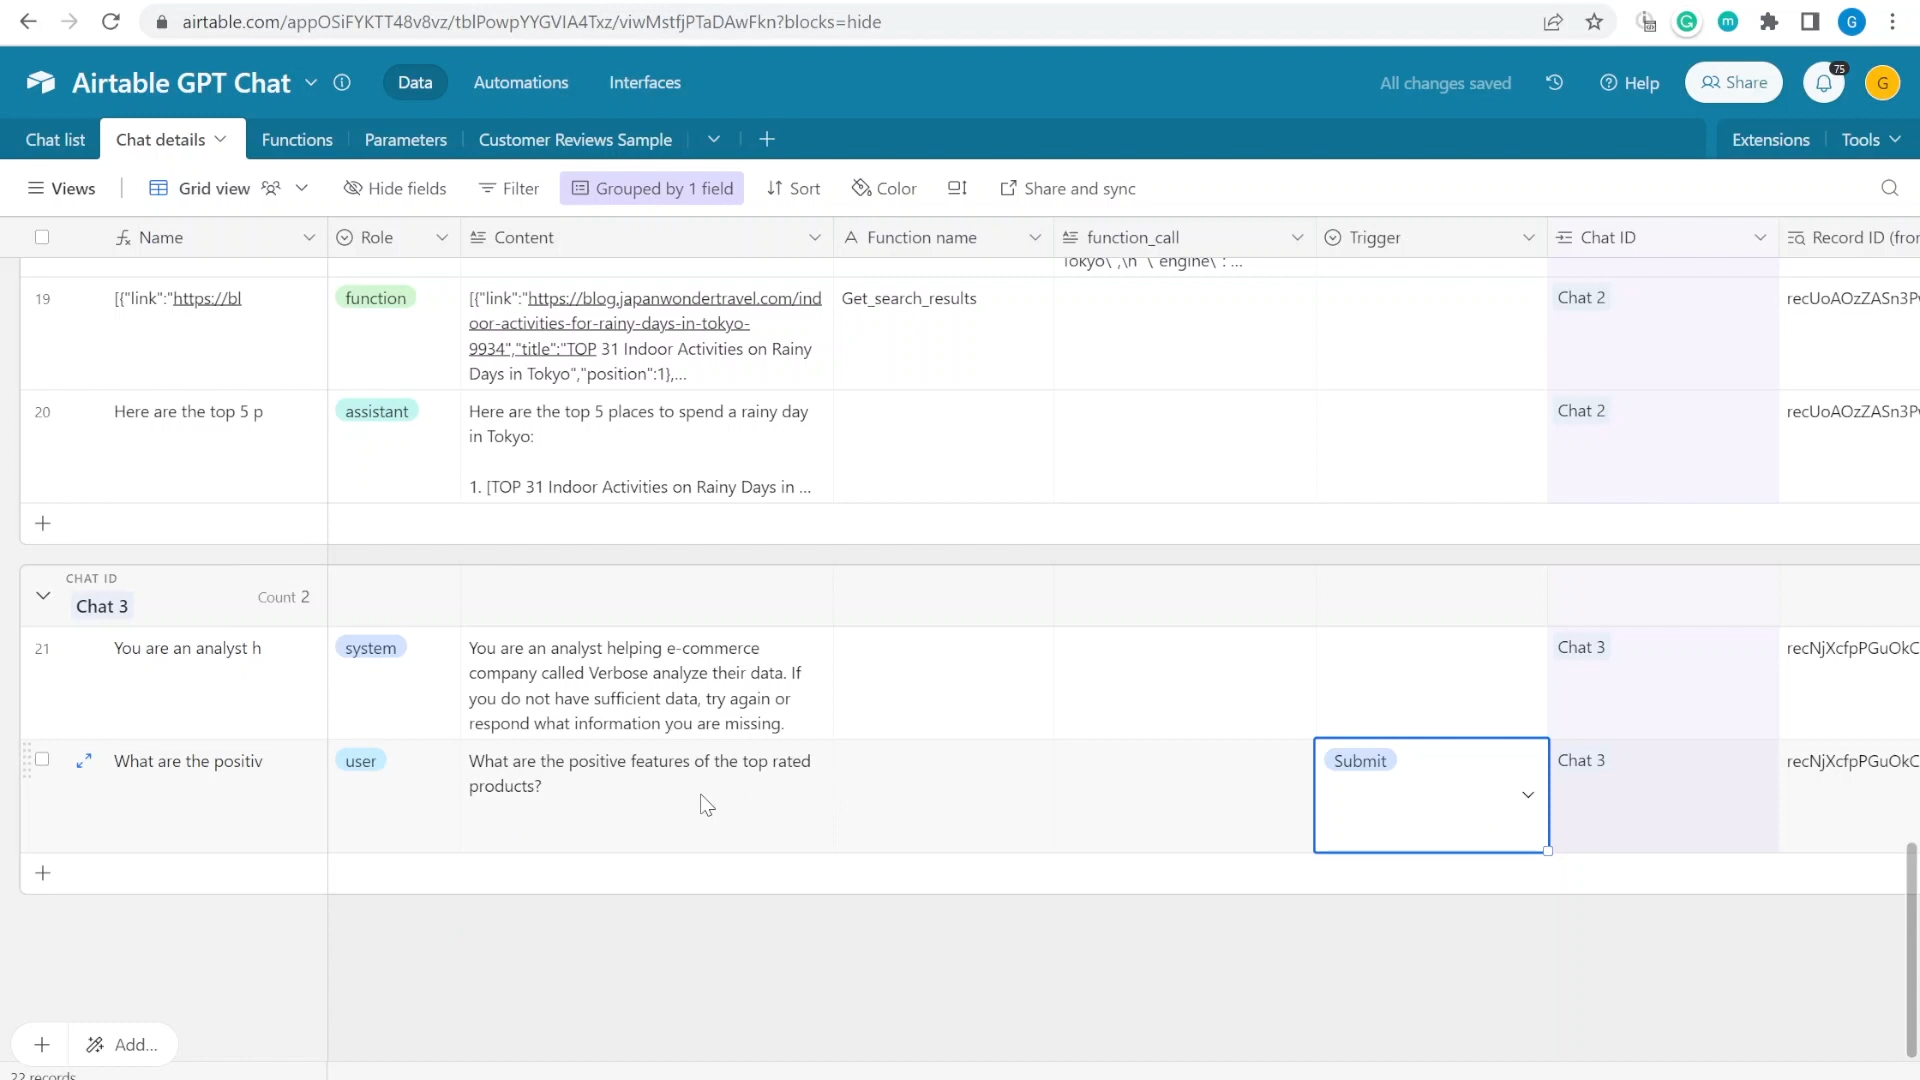 airtable.com/appOSiFYKTT48v8vz/tblPowpYYGVIA4Txz/viwMstfjPTaDAwFkn?blocks=hide
G
Airtable GPT Chat
Data
Automations
Interfaces
All changes saved
Help
Share
75
G
Chat list
Chat details
Functions
Parameters
Customer Reviews Sample
Extensions
Tools
Views
Grid view
Hide fields
Filter
Grouped by 1 field
Sort
Color
Share and sync
Name
Role
Content
Function name
function_call
Trigger
Chat ID
Record ID (fror
Tokyo\ ,\n \ engine\ : ...
19
[{"link":"https://bl
function
[{"link":"https://blog.japanwondertravel.com/ind
oor-activities-for-rainy-days-in-tokyo-
9934","title":"TOP 31 Indoor Activities on Rainy
Days in Tokyo","position":1},...
Get_search_results
Chat 2
recUoAOzZASn3Pv
20
Here are the top 5 p
assistant
Here are the top 5 places to spend a rainy day
in Tokyo:
1. [TOP 31 Indoor Activities on Rainy Days in ...
Chat 2
recUoAOzZASn3Pv
CHAT ID
Chat 3
Count 2
21
You are an analyst h
system
You are an analyst helping e-commerce
company called Verbose analyze their data. If
you do not have sufficient data, try again or
respond what information you are missing.
Chat 3
recNjXcfpPGuOkC
What are the positiv
user
What are the positive features of the top rated
products?
Submit
Chat 3
recNjXcfpPGuOkC
Add...
22 records